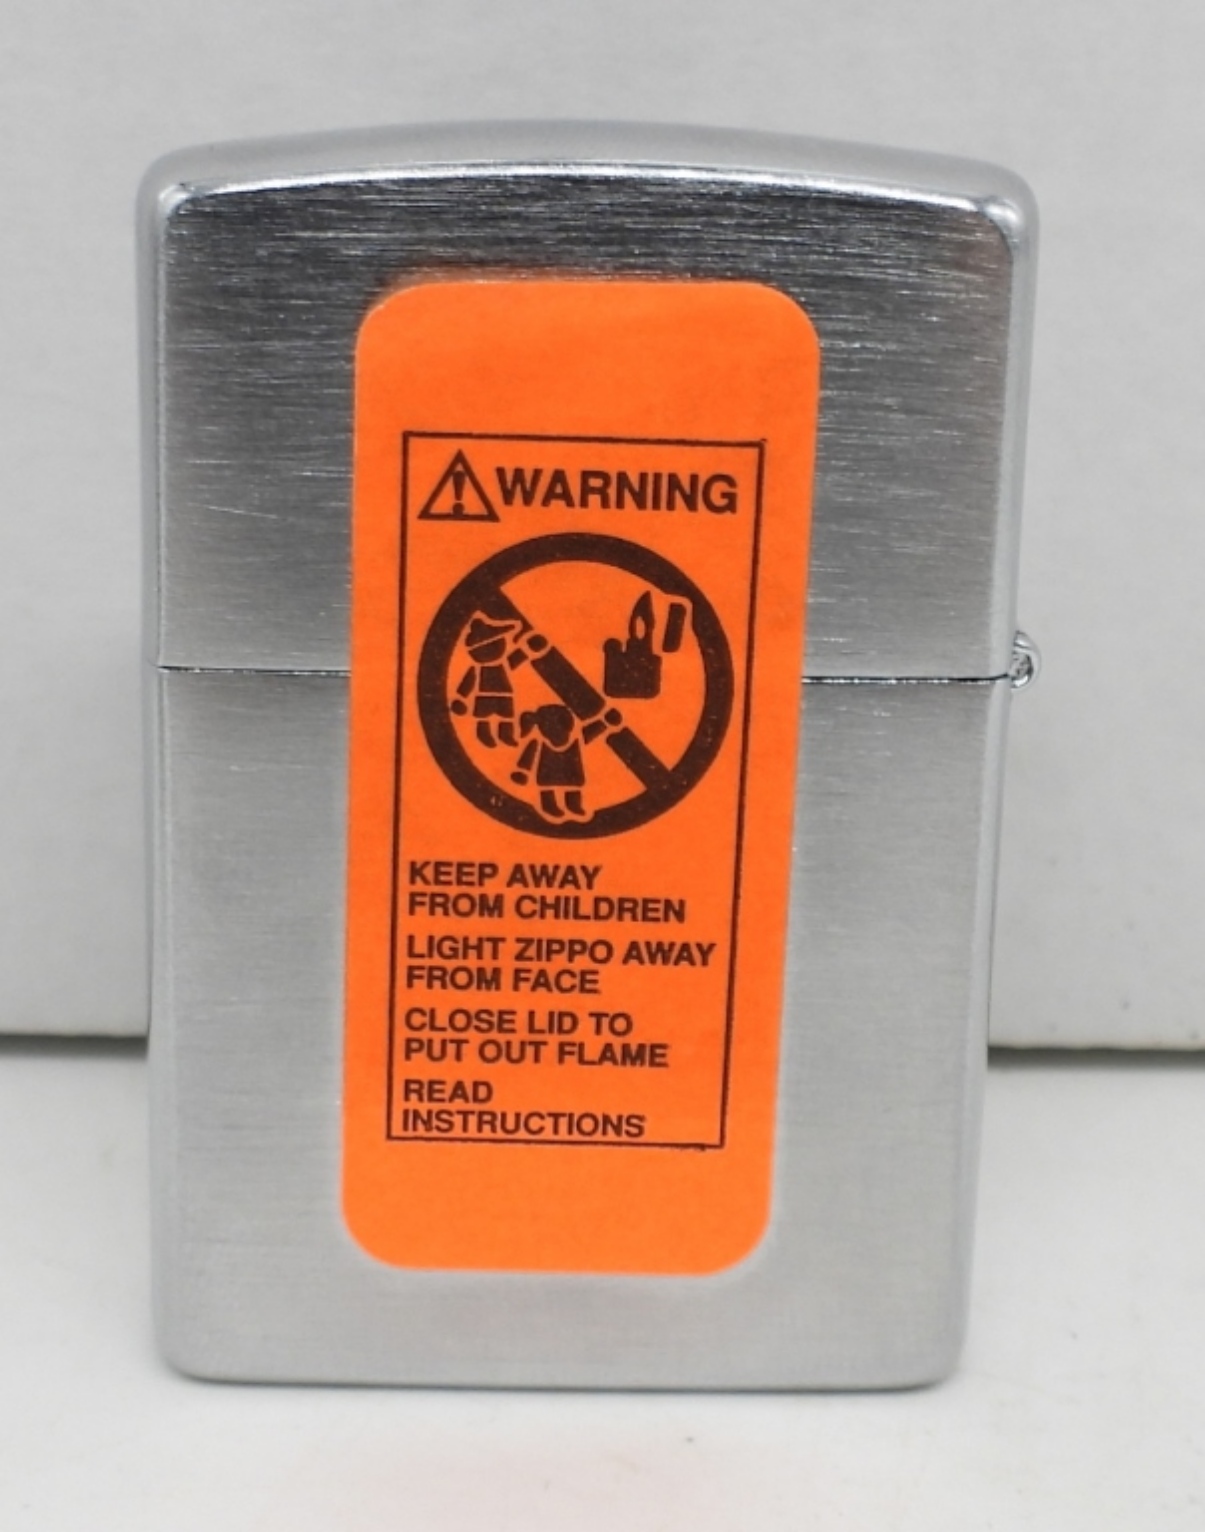 WARNING
KEEP AWAY
FROM CHILDREN
LIGHT ZIPPO AWAY
FROM FACE
CLOSE LID TO
PUT OUT FLAME
READ
INSTRUCTIONS